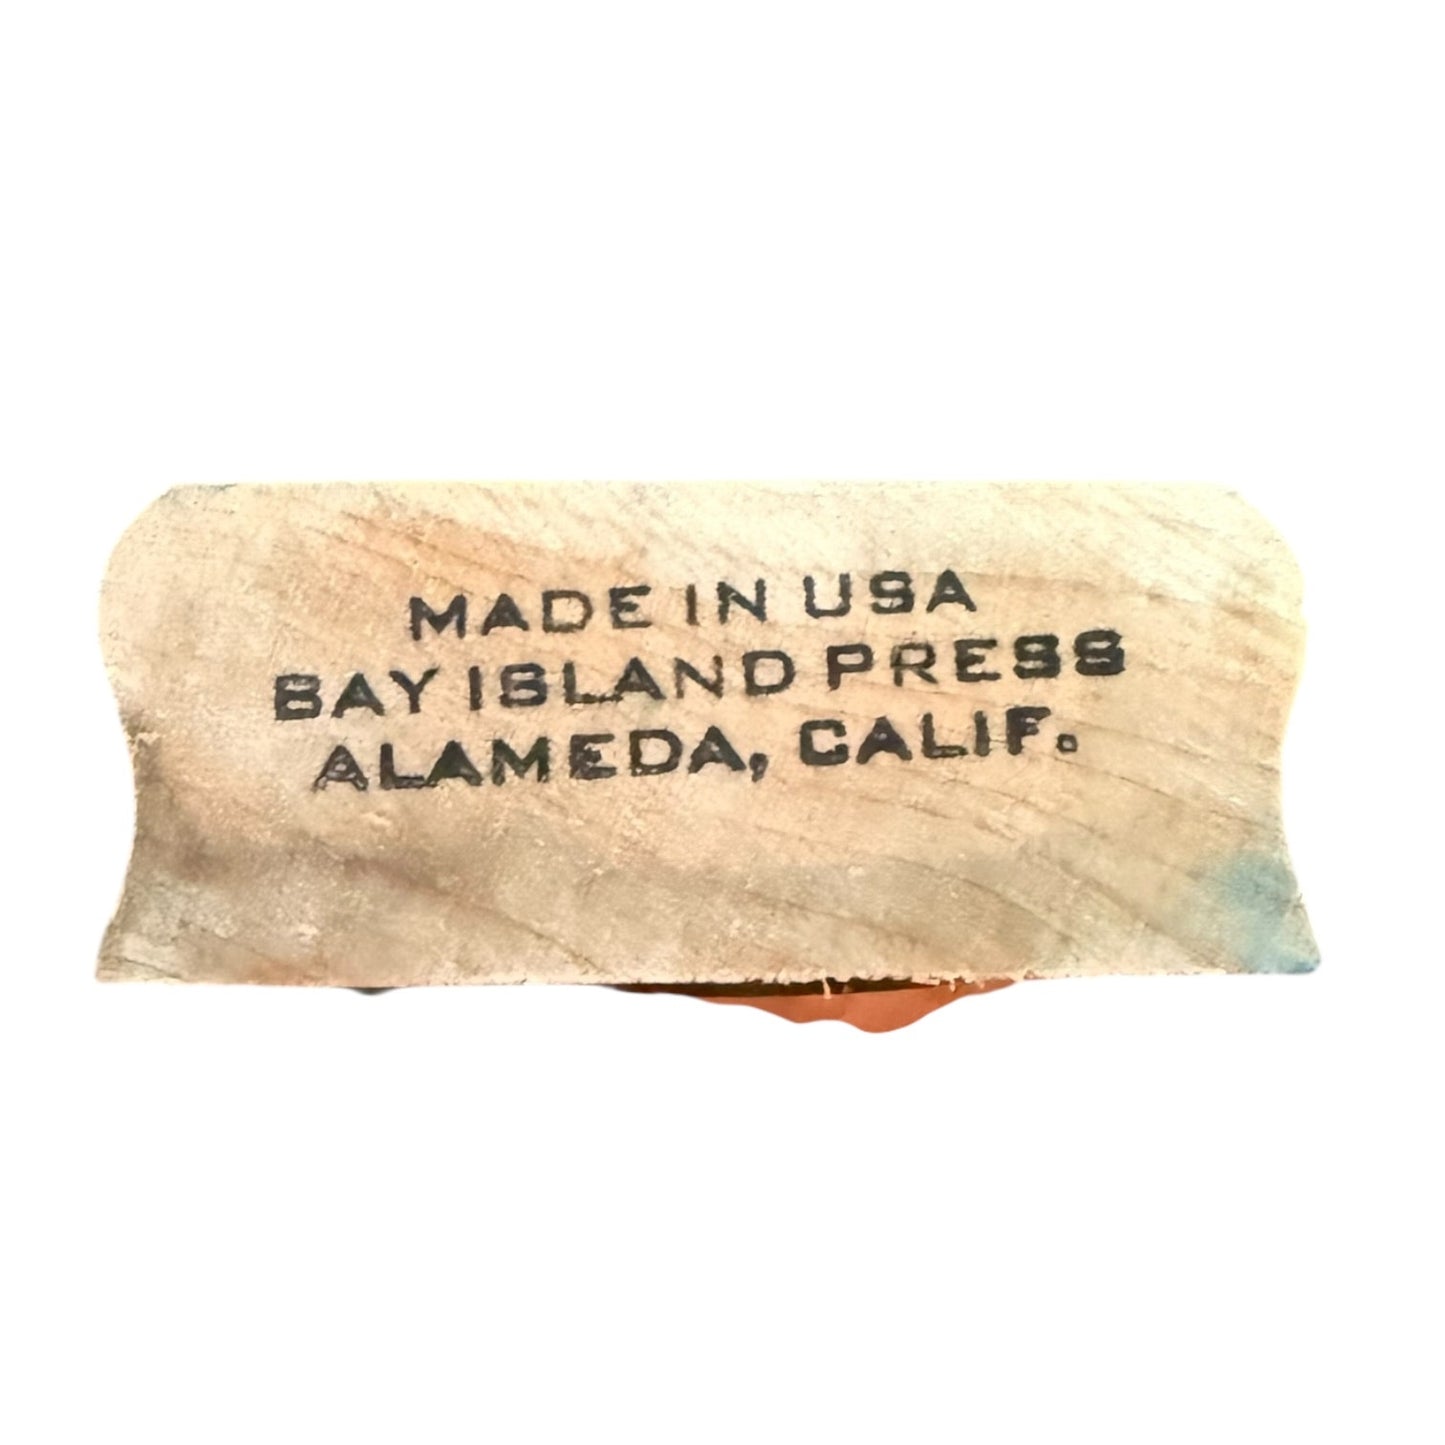 MADE IN USA
BAY ISLAND PRESS
ALAMEDA, CALIF.